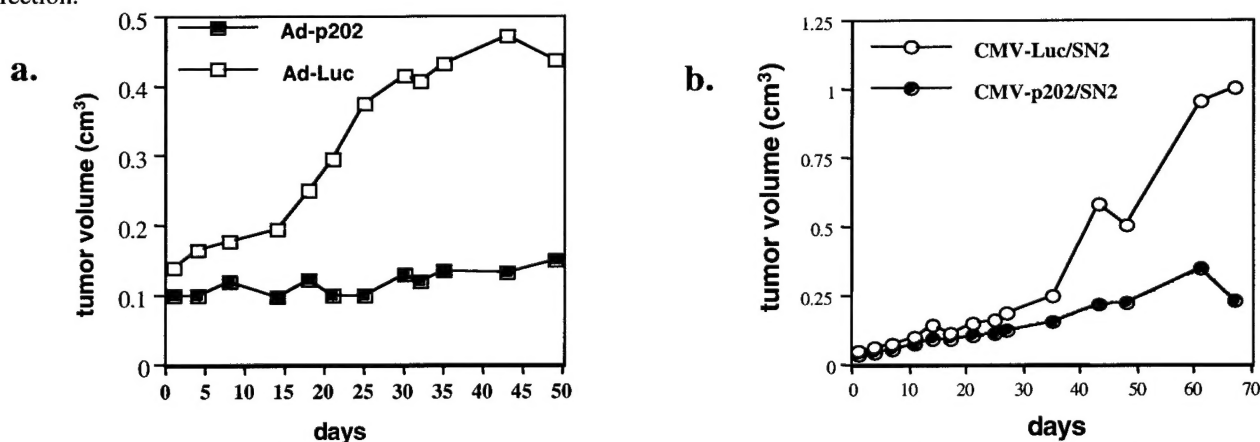 ection.
a.
0.5
0.4
0.3
0.2
0.1
0
tumor volume (cm³)
Ad-p202
Ad-Luc
0 5 10 15 20 25 30 35 40 45 50
days
b.
1.25
1
0.75
0.5
0.25
0
tumor volume (cm³)
CMV-Luc/SN2
CMV-p202/SN2
0 10 20 30 40 50 60 70
days